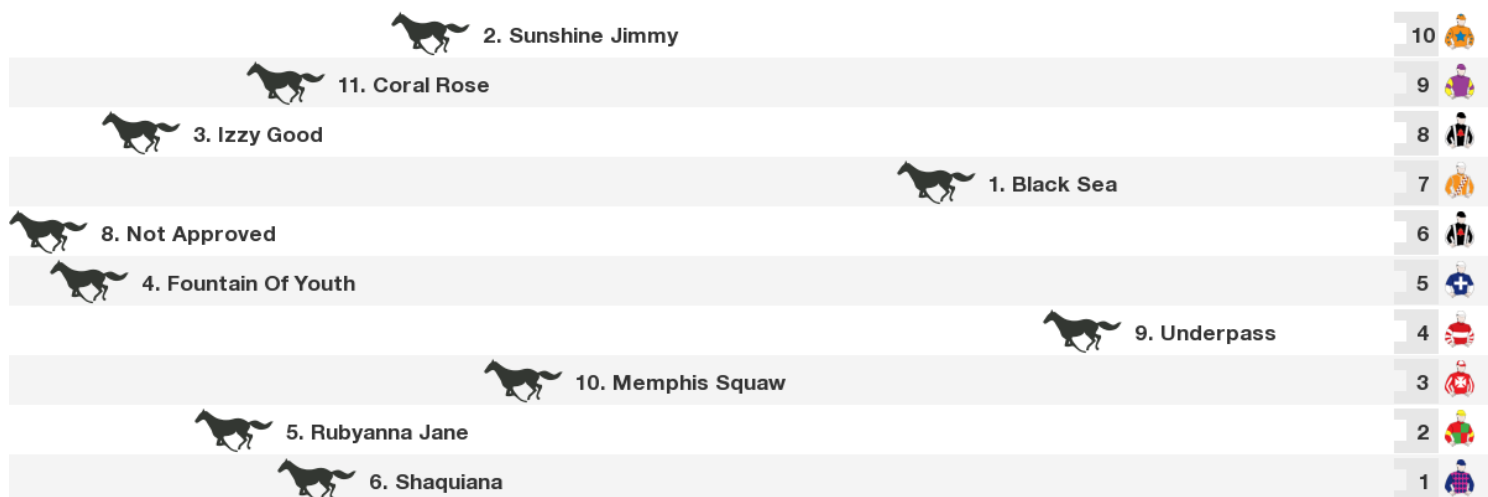 2. Sunshine Jimmy 10
11. Coral Rose 9
3. Izzy Good 8
1. Black Sea 7
8. Not Approved 6
4. Fountain Of Youth 5
9. Underpass 4
10. Memphis Squaw 3
5. Rubyanna Jane 2
6. Shaquiana 1